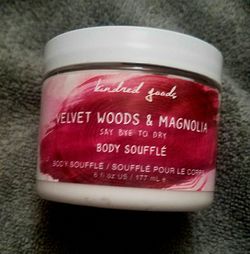 kindred goods
VELVET WOODS & MAGNOLIA
SAY BYE TO DRY
BODY SOUFFLÉ
BODY SOUFFLÉ / SOUFFLÉ POUR LE CORPS
6 fl oz US / 177 mL e